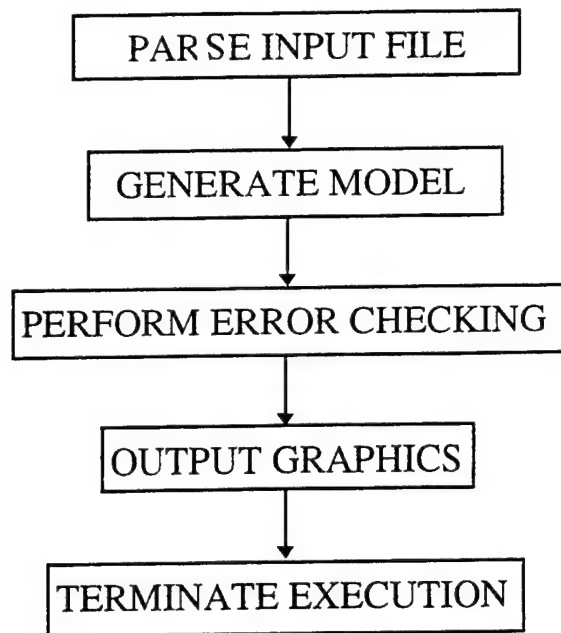 PARSE INPUT FILE
GENERATE MODEL
PERFORM ERROR CHECKING
OUTPUT GRAPHICS
TERMINATE EXECUTION